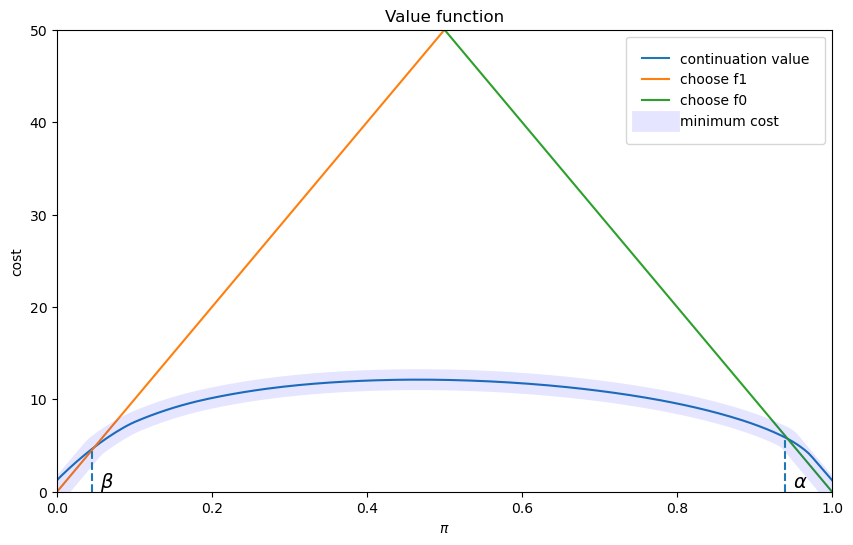 Value function
50
40
30
20
10
0
cost
continuation value
choose f1
choose f0
minimum cost
β
α
0.0 0.2 0.4 0.6 0.8 1.0
π